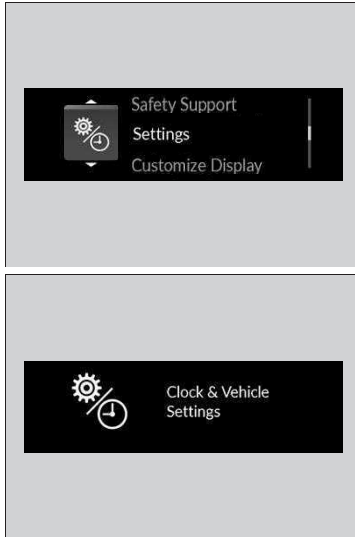 Safety Support
Settings
Customize Display
Clock & Vehicle
Settings